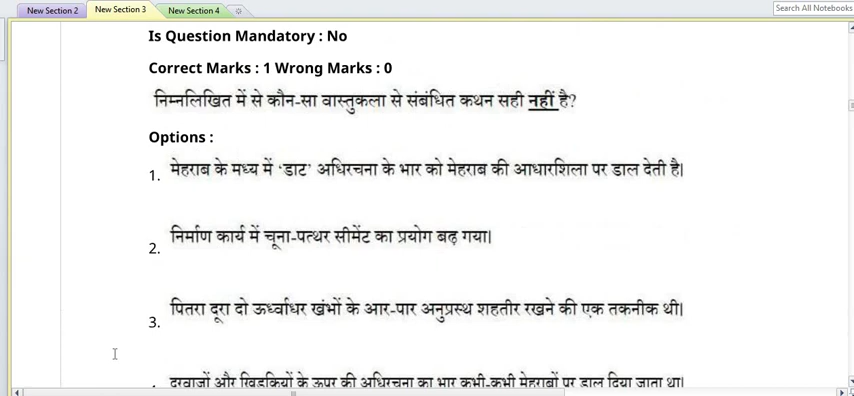 New Section 2 New Section 3 New Section 4 Search All Notebooks
Is Question Mandatory : No
Correct Marks : 1 Wrong Marks : 0
निम्नलिखित में से कौन-सा वास्तुकला से संबंधित कथन सही नहीं है?
Options :
1. मेहराब के मध्य में 'डाट' अधिरचना के भार को मेहराब की आधारशिला पर डाल देती है।
2. निर्माण कार्य में चूना-पत्थर सीमेंट का प्रयोग बढ़ गया।
3. पितरा दूरा दो ऊर्ध्वाधर खंभों के आर-पार अनुप्रस्थ शहतीर रखने की एक तकनीक थी।
दरवाजों और खिड़कियों के ऊपर की अधिरचना का भार कभी-कभी मेहराबों पर डाल दिया जाता था।